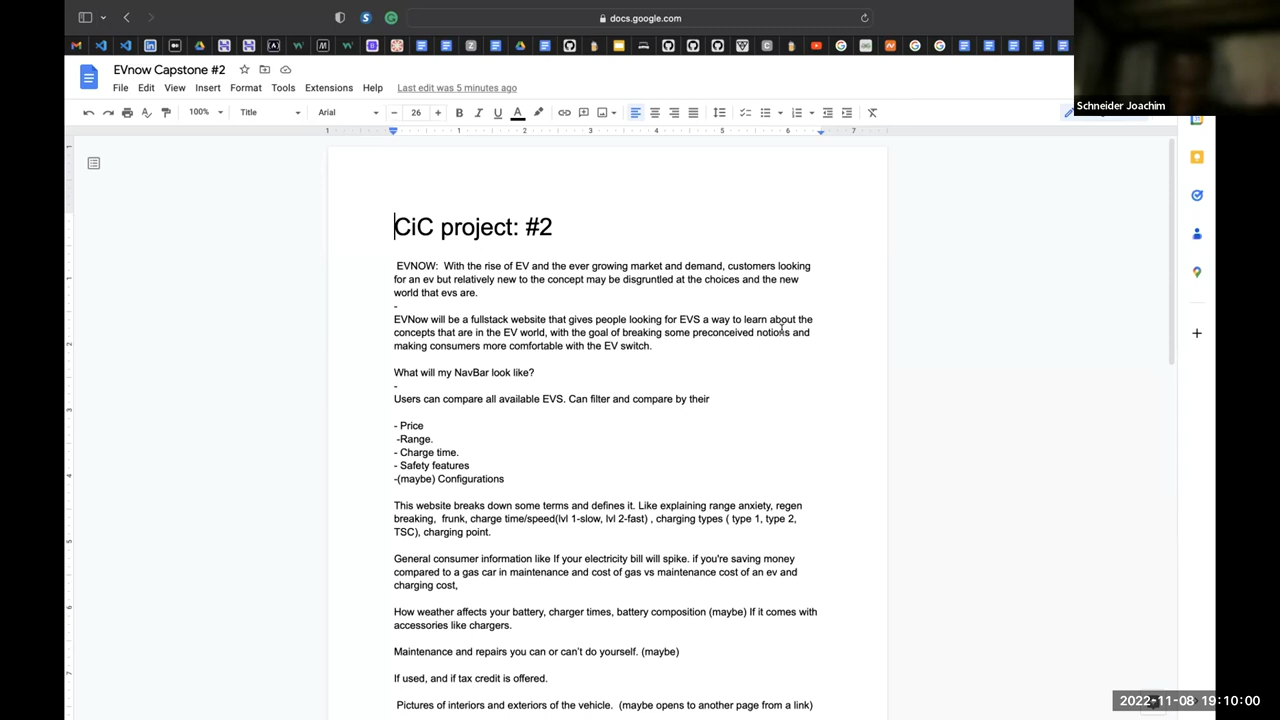 docs.google.com
EVnow Capstone #2
File Edit View Insert Format Extensions Tools Help Last edit was 5 minutes ago
100% Title Arial 26
Schneider Joachim
1 1 2 3 4 5 6 7
CiC project: #2
EVNOW: With the rise of EV and the ever growing market and demand, customers looking
for an ev but relatively new to the concept may be disgruntled at the choices and the new
world that evs are.
-
EVNow will be a fullstack website that gives people looking for EVS a way to learn about the
concepts that are in the EV world, with the goal of breaking some preconceived notions and
making consumers more comfortable with the EV switch.
What will my NavBar look like?
-
Users can compare all available EVS. Can filter and compare by their
- Price
-Range.
- Charge time.
- Safety features
-(maybe) Configurations
This website breaks down some terms and defines it. Like explaining range anxiety, regen
breaking, frunk, charge time/speed(lvl 1-slow, lvl 2-fast) , charging types ( type 1, type 2,
TSC), charging point.
General consumer information like If your electricity bill will spike. if you're saving money
compared to a gas car in maintenance and cost of gas vs maintenance cost of an ev and
charging cost,
How weather affects your battery, charger times, battery composition (maybe) If it comes with
accessories like chargers.
Maintenance and repairs you can or can't do yourself. (maybe)
If used, and if tax credit is offered.
Pictures of interiors and exteriors of the vehicle. (maybe opens to another page from a link)
2022-11-08 19:10:00